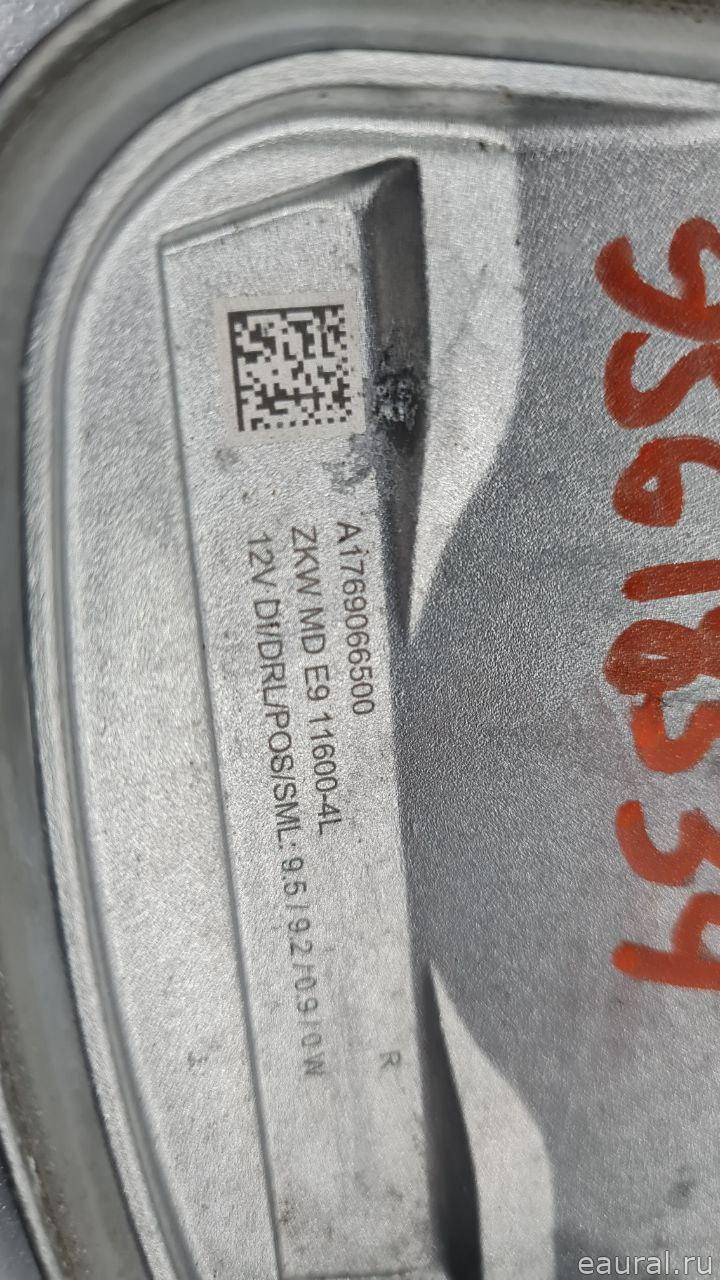 A1769066500
ZKW MD E9 11600-4L
12V DI/DRL/POS/SML: 9.5/9.2/0.9/0W
R
93618534
eaural.ru